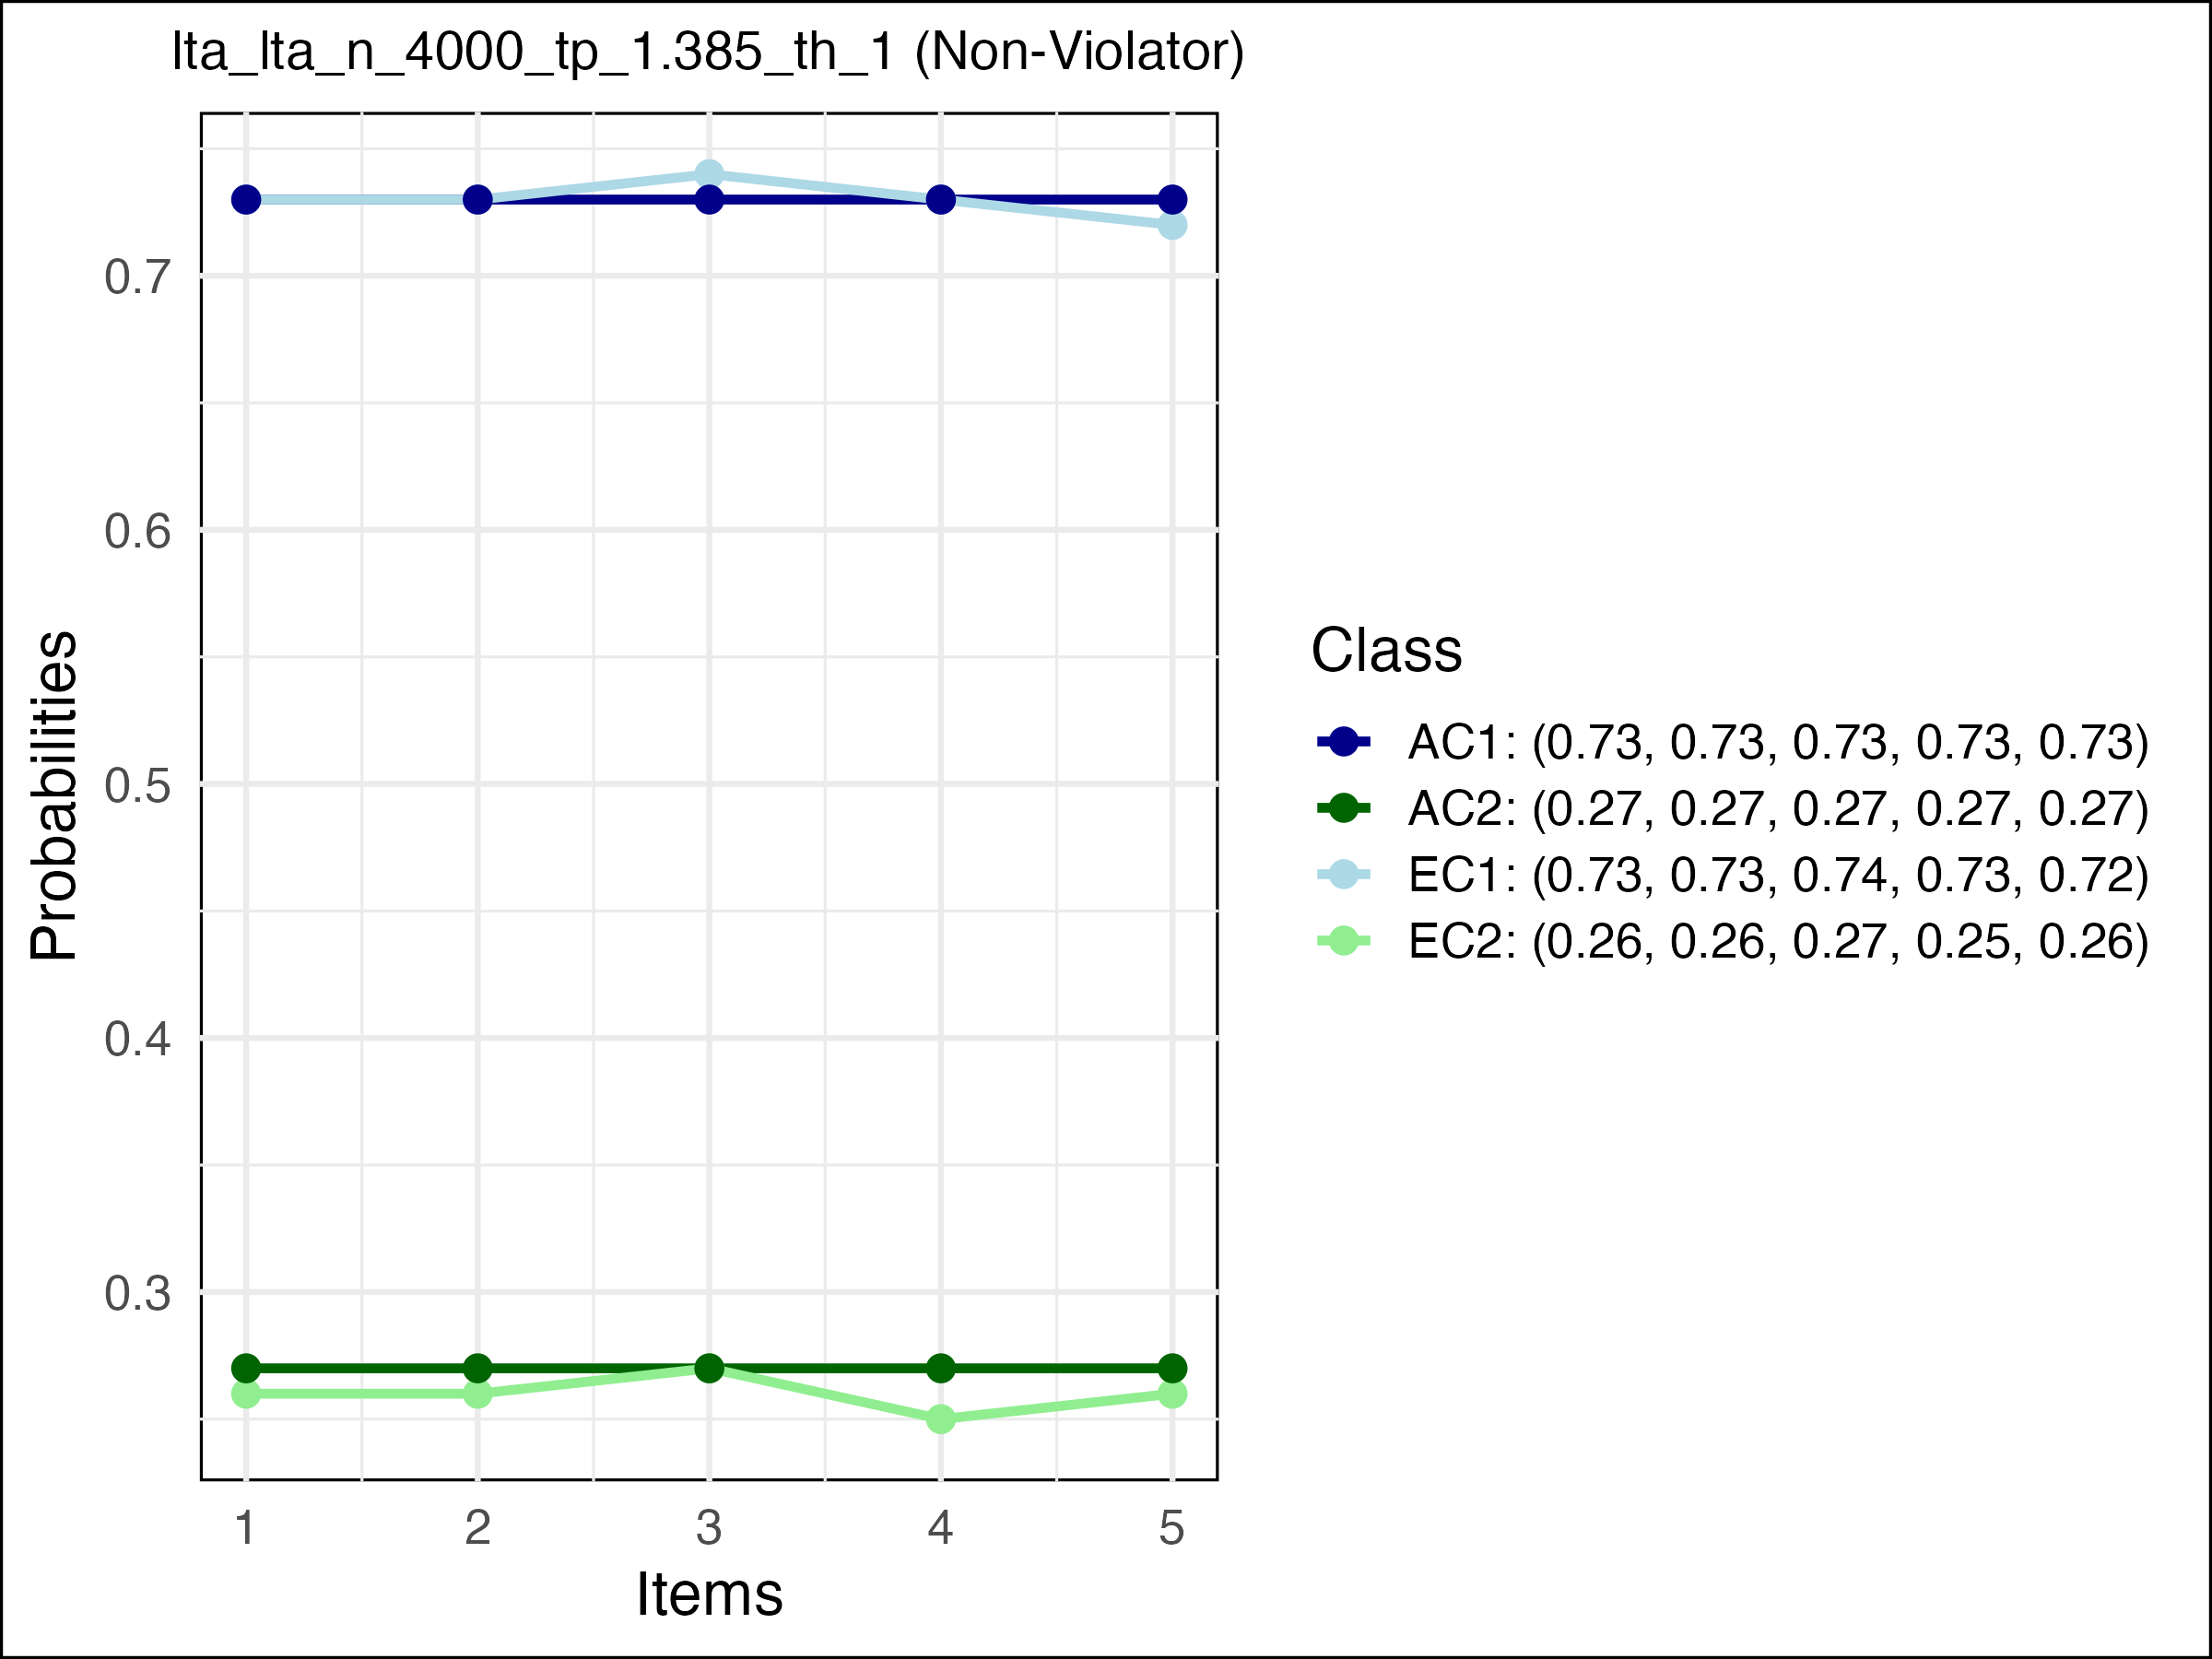 lta_lta_n_4000_tp_1.385_th_1 (Non-Violator)
0.7
0.6
0.5
0.4
0.3
Probabilities
1 2 3 4 5
Items
Class
AC1: (0.73, 0.73, 0.73, 0.73, 0.73)
AC2: (0.27, 0.27, 0.27, 0.27, 0.27)
EC1: (0.73, 0.73, 0.74, 0.73, 0.72)
EC2: (0.26, 0.26, 0.27, 0.25, 0.26)